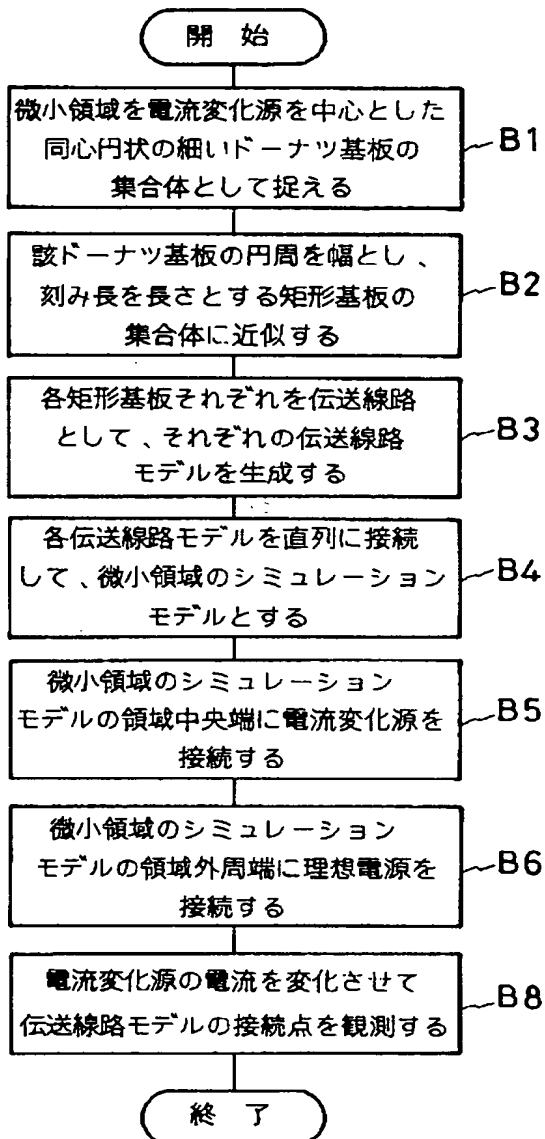 開 始
微小領域を電流変化源を中心とした
同心円状の細いドーナツ基板の
集合体として捉える
B1
該ドーナツ基板の円周を幅とし、
刻み長を長さとする矩形基板の
集合体に近似する
B2
各矩形基板それぞれを伝送線路
として、それぞれの伝送線路
モデルを生成する
B3
各伝送線路モデルを直列に接続
して、微小領域のシミュレーション
モデルとする
B4
微小領域のシミュレーション
モデルの領域中央端に電流変化源を
接続する
B5
微小領域のシミュレーション
モデルの領域外周端に理想電源を
接続する
B6
電流変化源の電流を変化させて
伝送線路モデルの接続点を観測する
B8
終 了